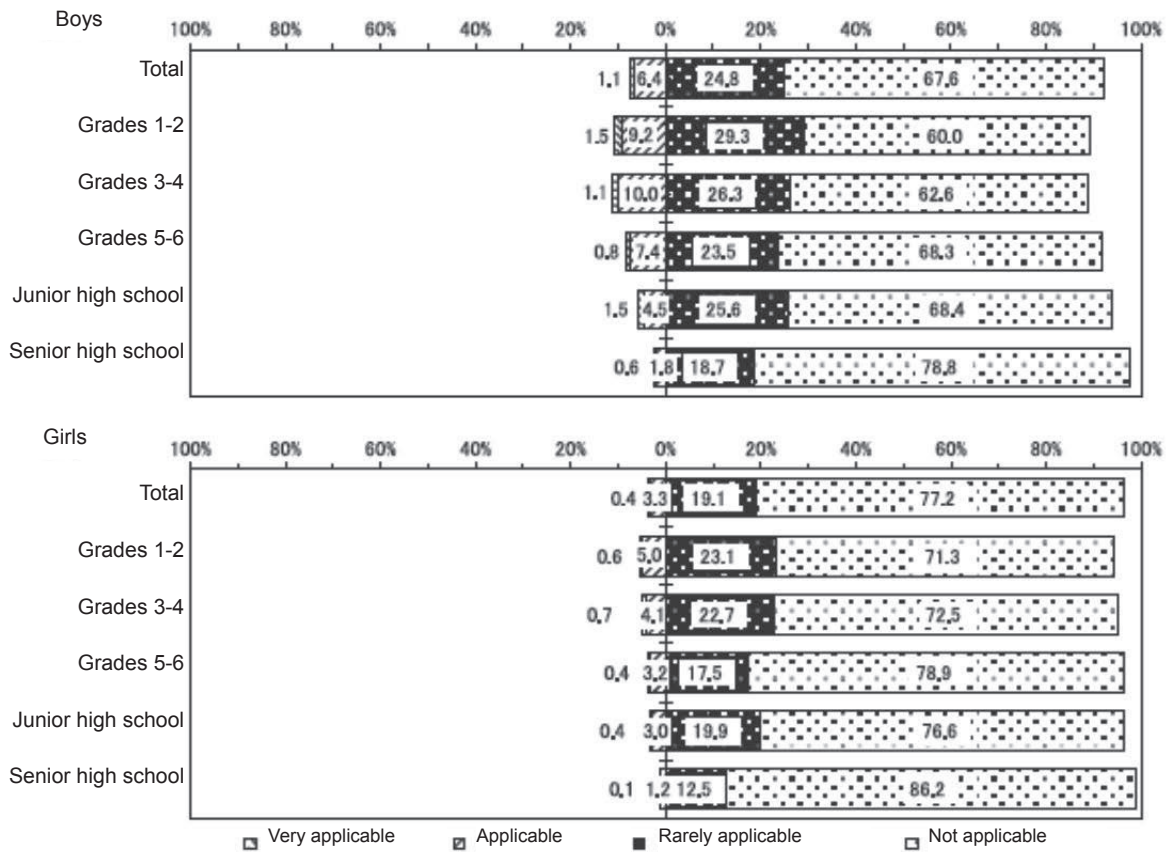 Boys
100% 80% 60% 40% 20% 0% 20% 40% 60% 80% 100%
Total 1.1 6.4 24.8 67.6
Grades 1-2 1.5 9.2 29.3 60.0
Grades 3-4 1.1 10.0 26.3 62.6
Grades 5-6 0.8 7.4 23.5 68.3
Junior high school 1.5 4.5 25.6 68.4
Senior high school 0.6 1.8 18.7 78.8
Girls
100% 80% 60% 40% 20% 0% 20% 40% 60% 80% 100%
Total 0.4 3.3 19.1 77.2
Grades 1-2 0.6 5.0 23.1 71.3
Grades 3-4 0.7 4.1 22.7 72.5
Grades 5-6 0.4 3.2 17.5 78.9
Junior high school 0.4 3.0 19.9 76.6
Senior high school 0.1 1.2 12.5 86.2
Very applicable Applicable Rarely applicable Not applicable